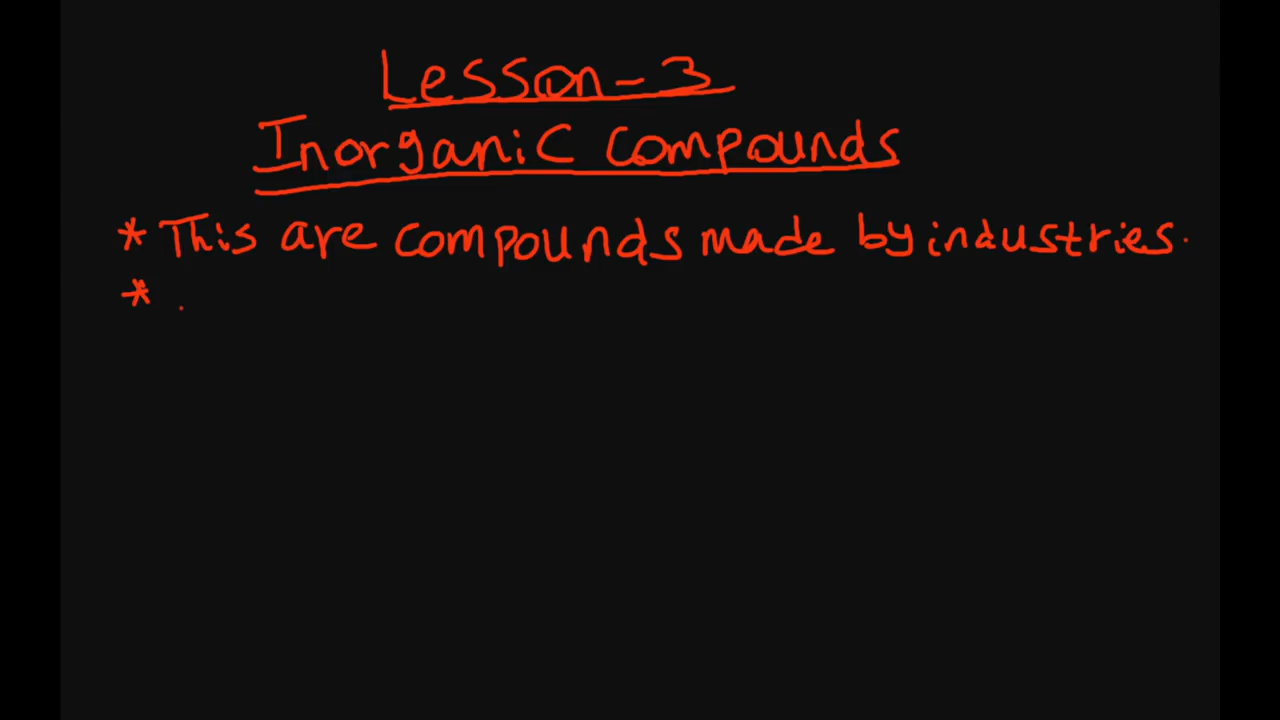 Lesson-3
Inorganic compounds
* This are compounds made by industries.
* .